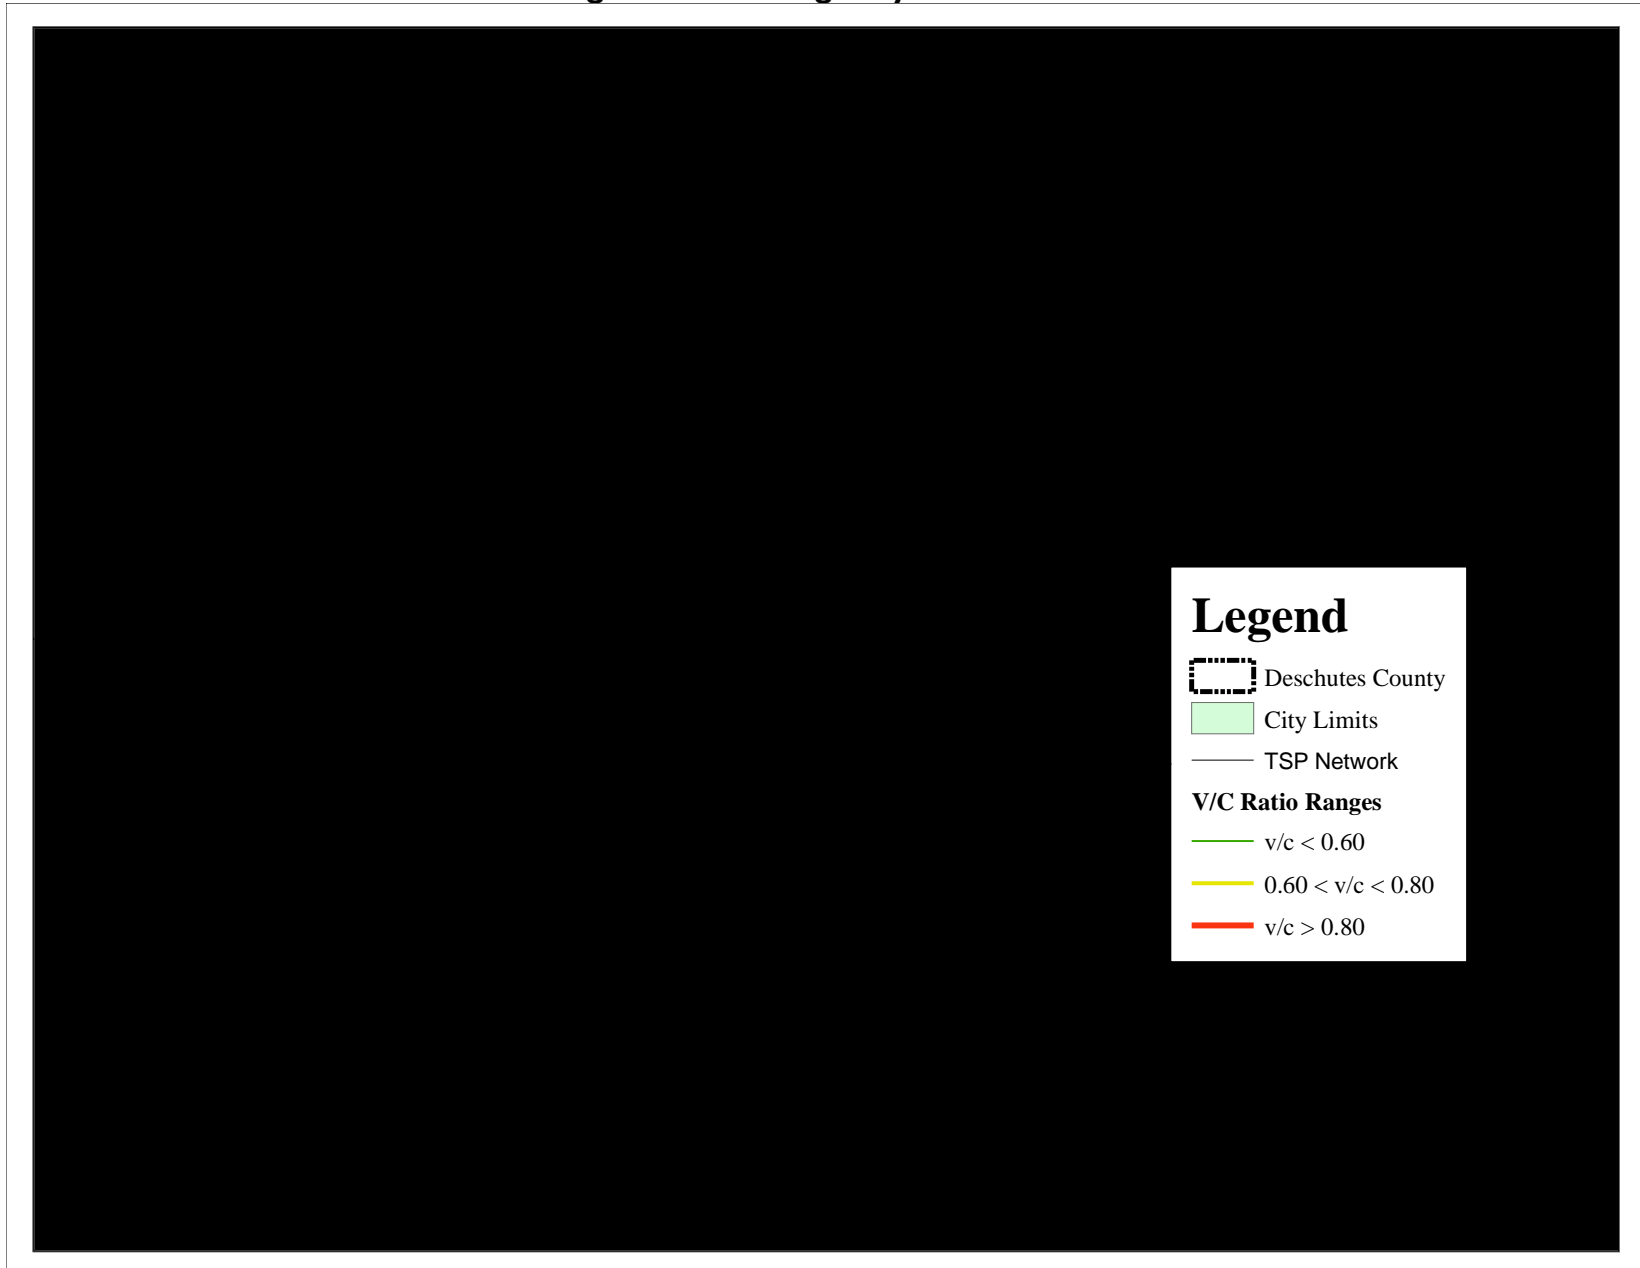 Legend
Deschutes County
City Limits
TSP Network
V/C Ratio Ranges
v/c < 0.60
0.60 < v/c < 0.80
v/c > 0.80